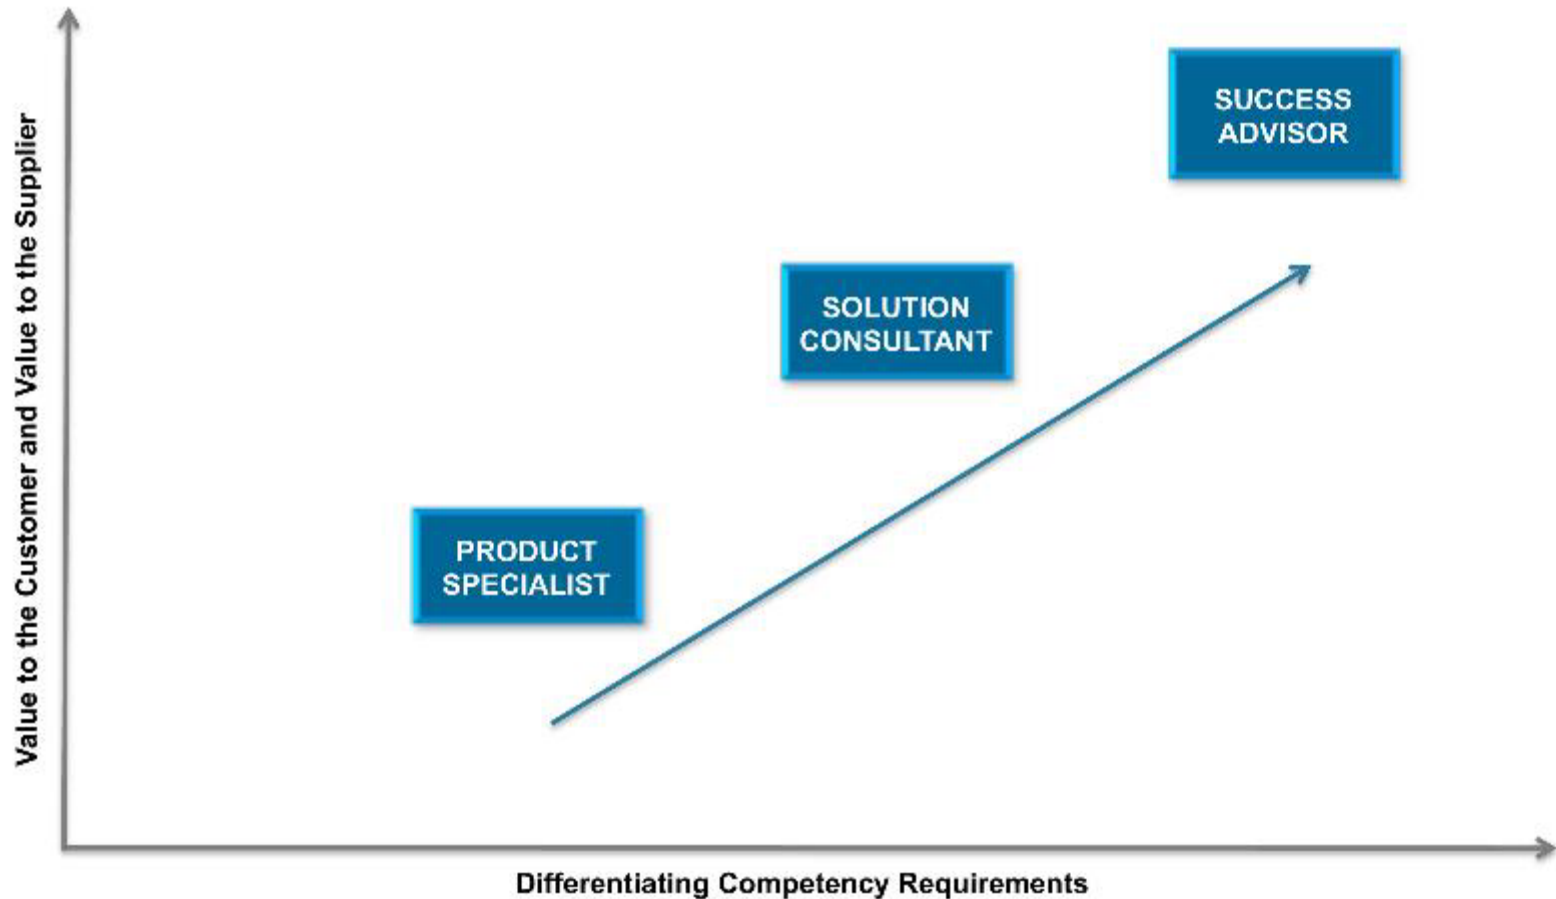 Value to the Customer and Value to the Supplier
SUCCESS
ADVISOR
SOLUTION
CONSULTANT
PRODUCT
SPECIALIST
Differentiating Competency Requirements